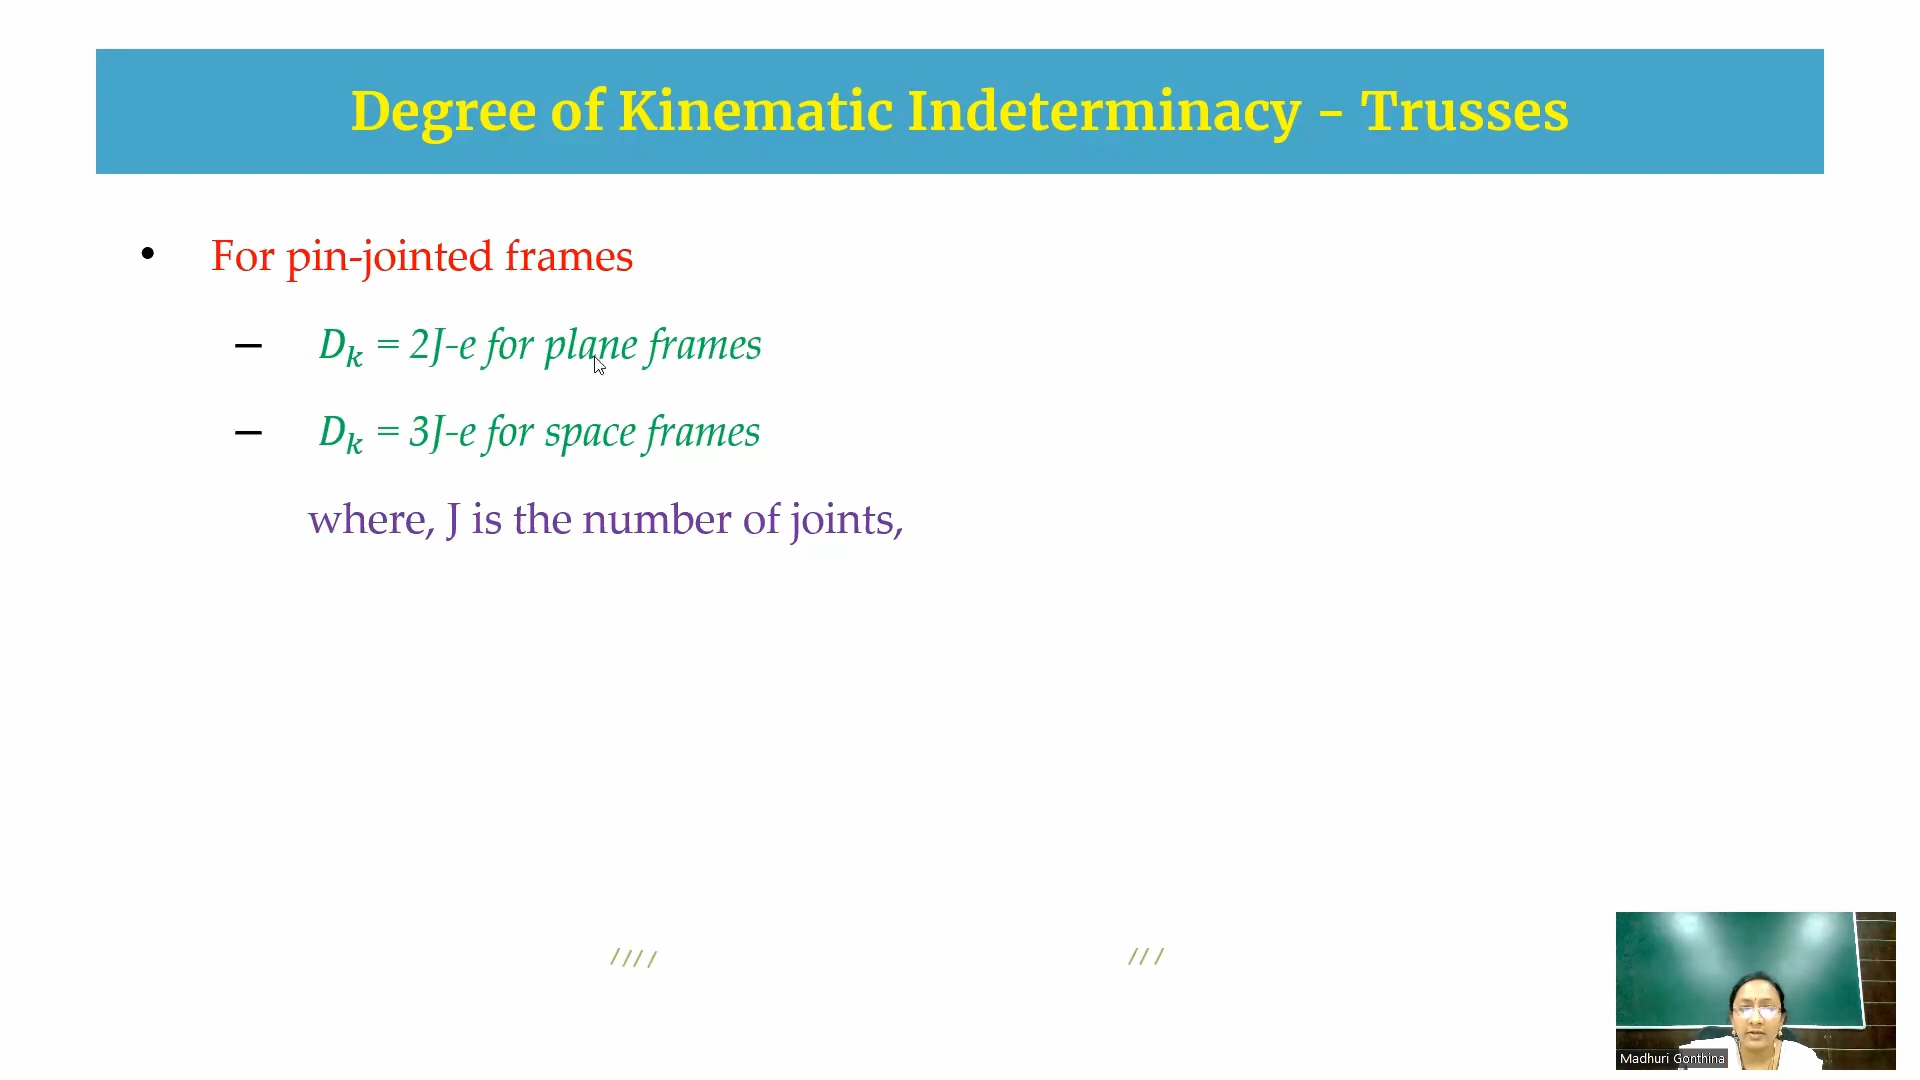 Degree of Kinematic Indeterminacy - Trusses
• For pin-jointed frames
– Dₖ = 2J-e for plane frames
– Dₖ = 3J-e for space frames
where, J is the number of joints,
Madhuri Gonthina